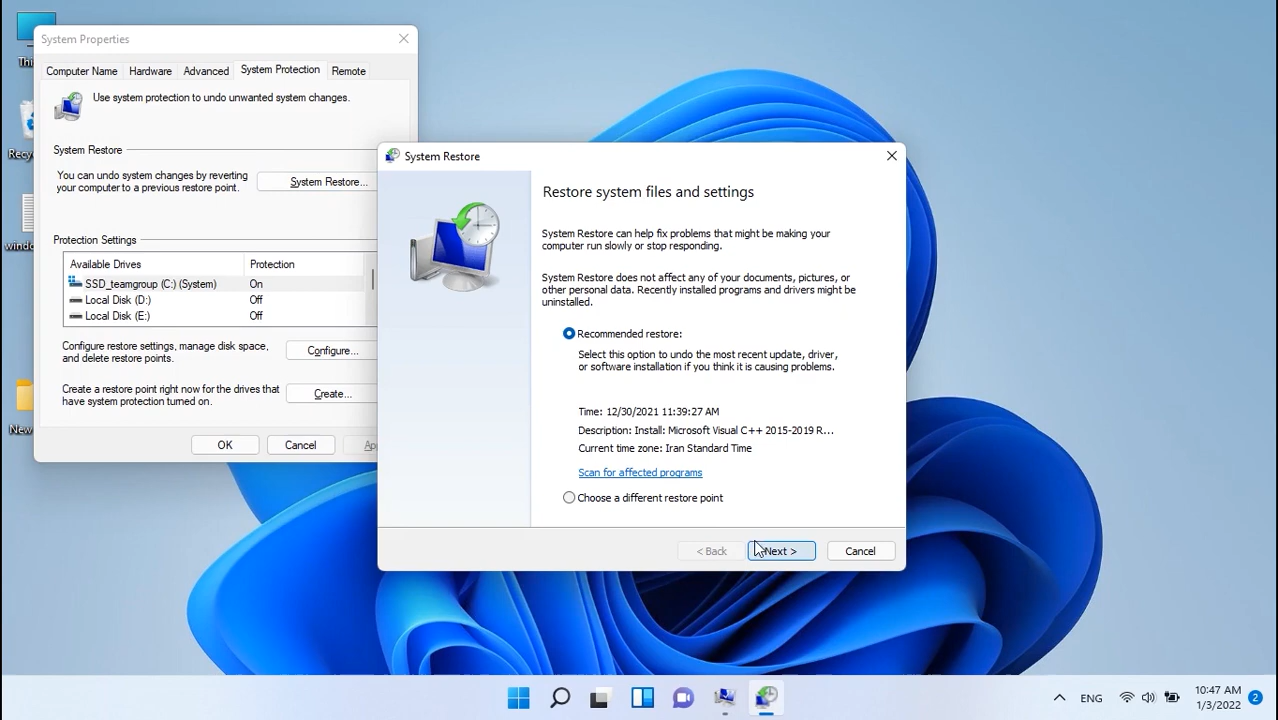 System Properties
Computer Name
Hardware
Advanced
System Protection
Remote
Use system protection to undo unwanted system changes.
System Restore
You can undo system changes by reverting
your computer to a previous restore point.
System Restore...
Protection Settings
Available Drives
Protection
SSD_teamgroup (C:) (System)
On
Local Disk (D:)
Off
Local Disk (E:)
Off
Configure restore settings, manage disk space,
and delete restore points.
Configure...
Create a restore point right now for the drives that
have system protection turned on.
Create...
OK
Cancel
System Restore
Restore system files and settings
System Restore can help fix problems that might be making your
computer run slowly or stop responding.
System Restore does not affect any of your documents, pictures, or
other personal data. Recently installed programs and drivers might be
uninstalled.
Recommended restore:
Select this option to undo the most recent update, driver,
or software installation if you think it is causing problems.
Time: 12/30/2021 11:39:27 AM
Description: Install: Microsoft Visual C++ 2015-2019 R...
Current time zone: Iran Standard Time
Scan for affected programs
Choose a different restore point
< Back
Next >
Cancel
ENG
10:47 AM
1/3/2022
2